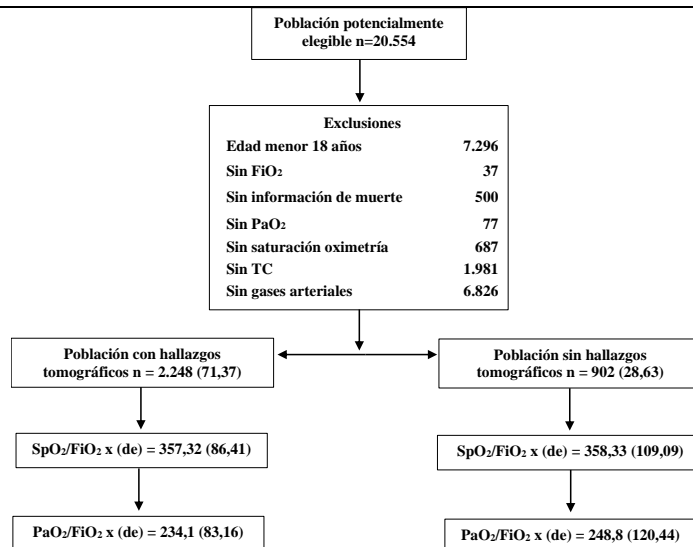 Población potencialmente
elegible n=20.554
Exclusiones
Edad menor 18 años 7.296
Sin FiO₂ 37
Sin información de muerte 500
Sin PaO₂ 77
Sin saturación oximetría 687
Sin TC 1.981
Sin gases arteriales 6.826
Población con hallazgos
tomográficos n = 2.248 (71,37)
Población sin hallazgos
tomográficos n = 902 (28,63)
SpO₂/FiO₂ x (de) = 357,32 (86,41)
SpO₂/FiO₂ x (de) = 358,33 (109,09)
PaO₂/FiO₂ x (de) = 234,1 (83,16)
PaO₂/FiO₂ x (de) = 248,8 (120,44)